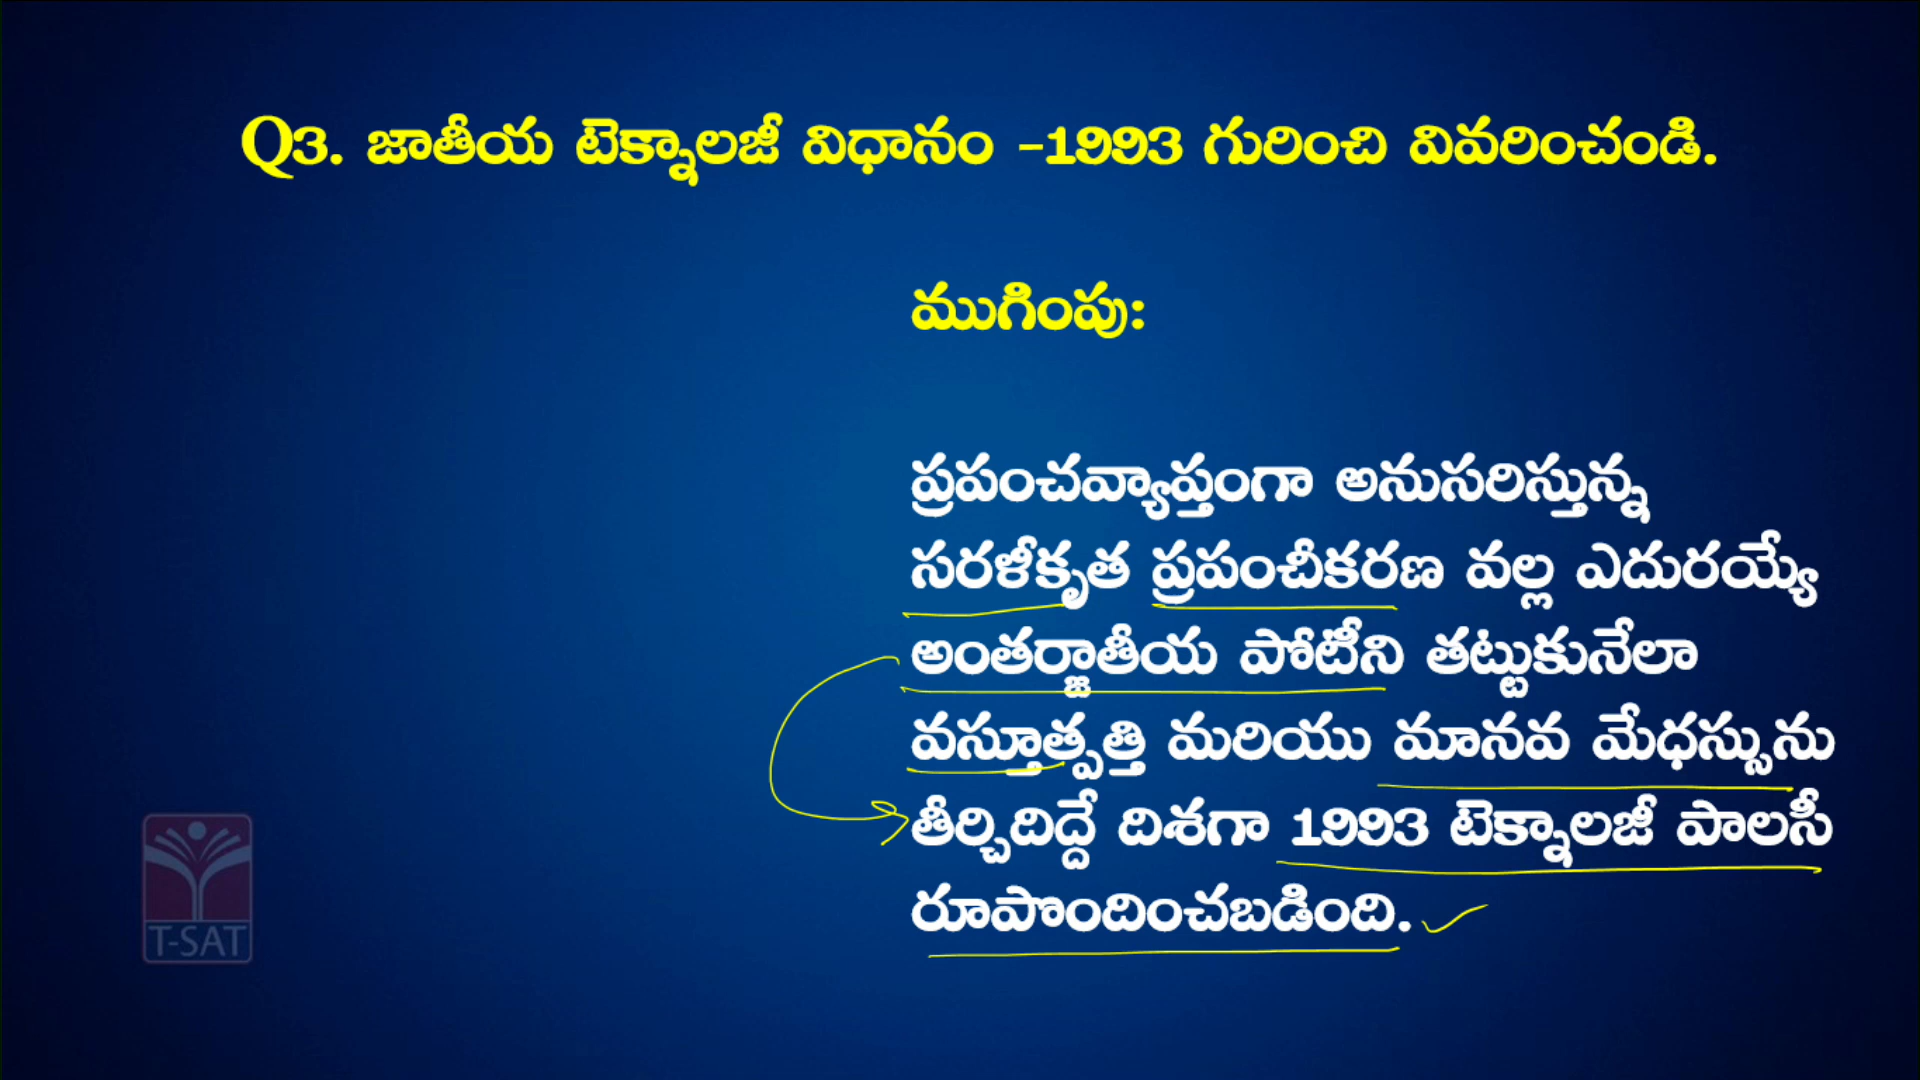 Q3. జాతీయ టెక్నాలజీ విధానం -1993 గురించి వివరించండి.
ముగింపు:
ప్రపంచవ్యాప్తంగా అనుసరిస్తున్న
సరళీకృత ప్రపంచీకరణ వల్ల ఎదురయ్యే
అంతర్జాతీయ పోటీని తట్టుకునేలా
వస్తూత్పత్తి మరియు మానవ మేధస్సును
తీర్చిదిద్దే దిశగా 1993 టెక్నాలజీ పాలసీ
రూపొందించబడింది.
T-SAT